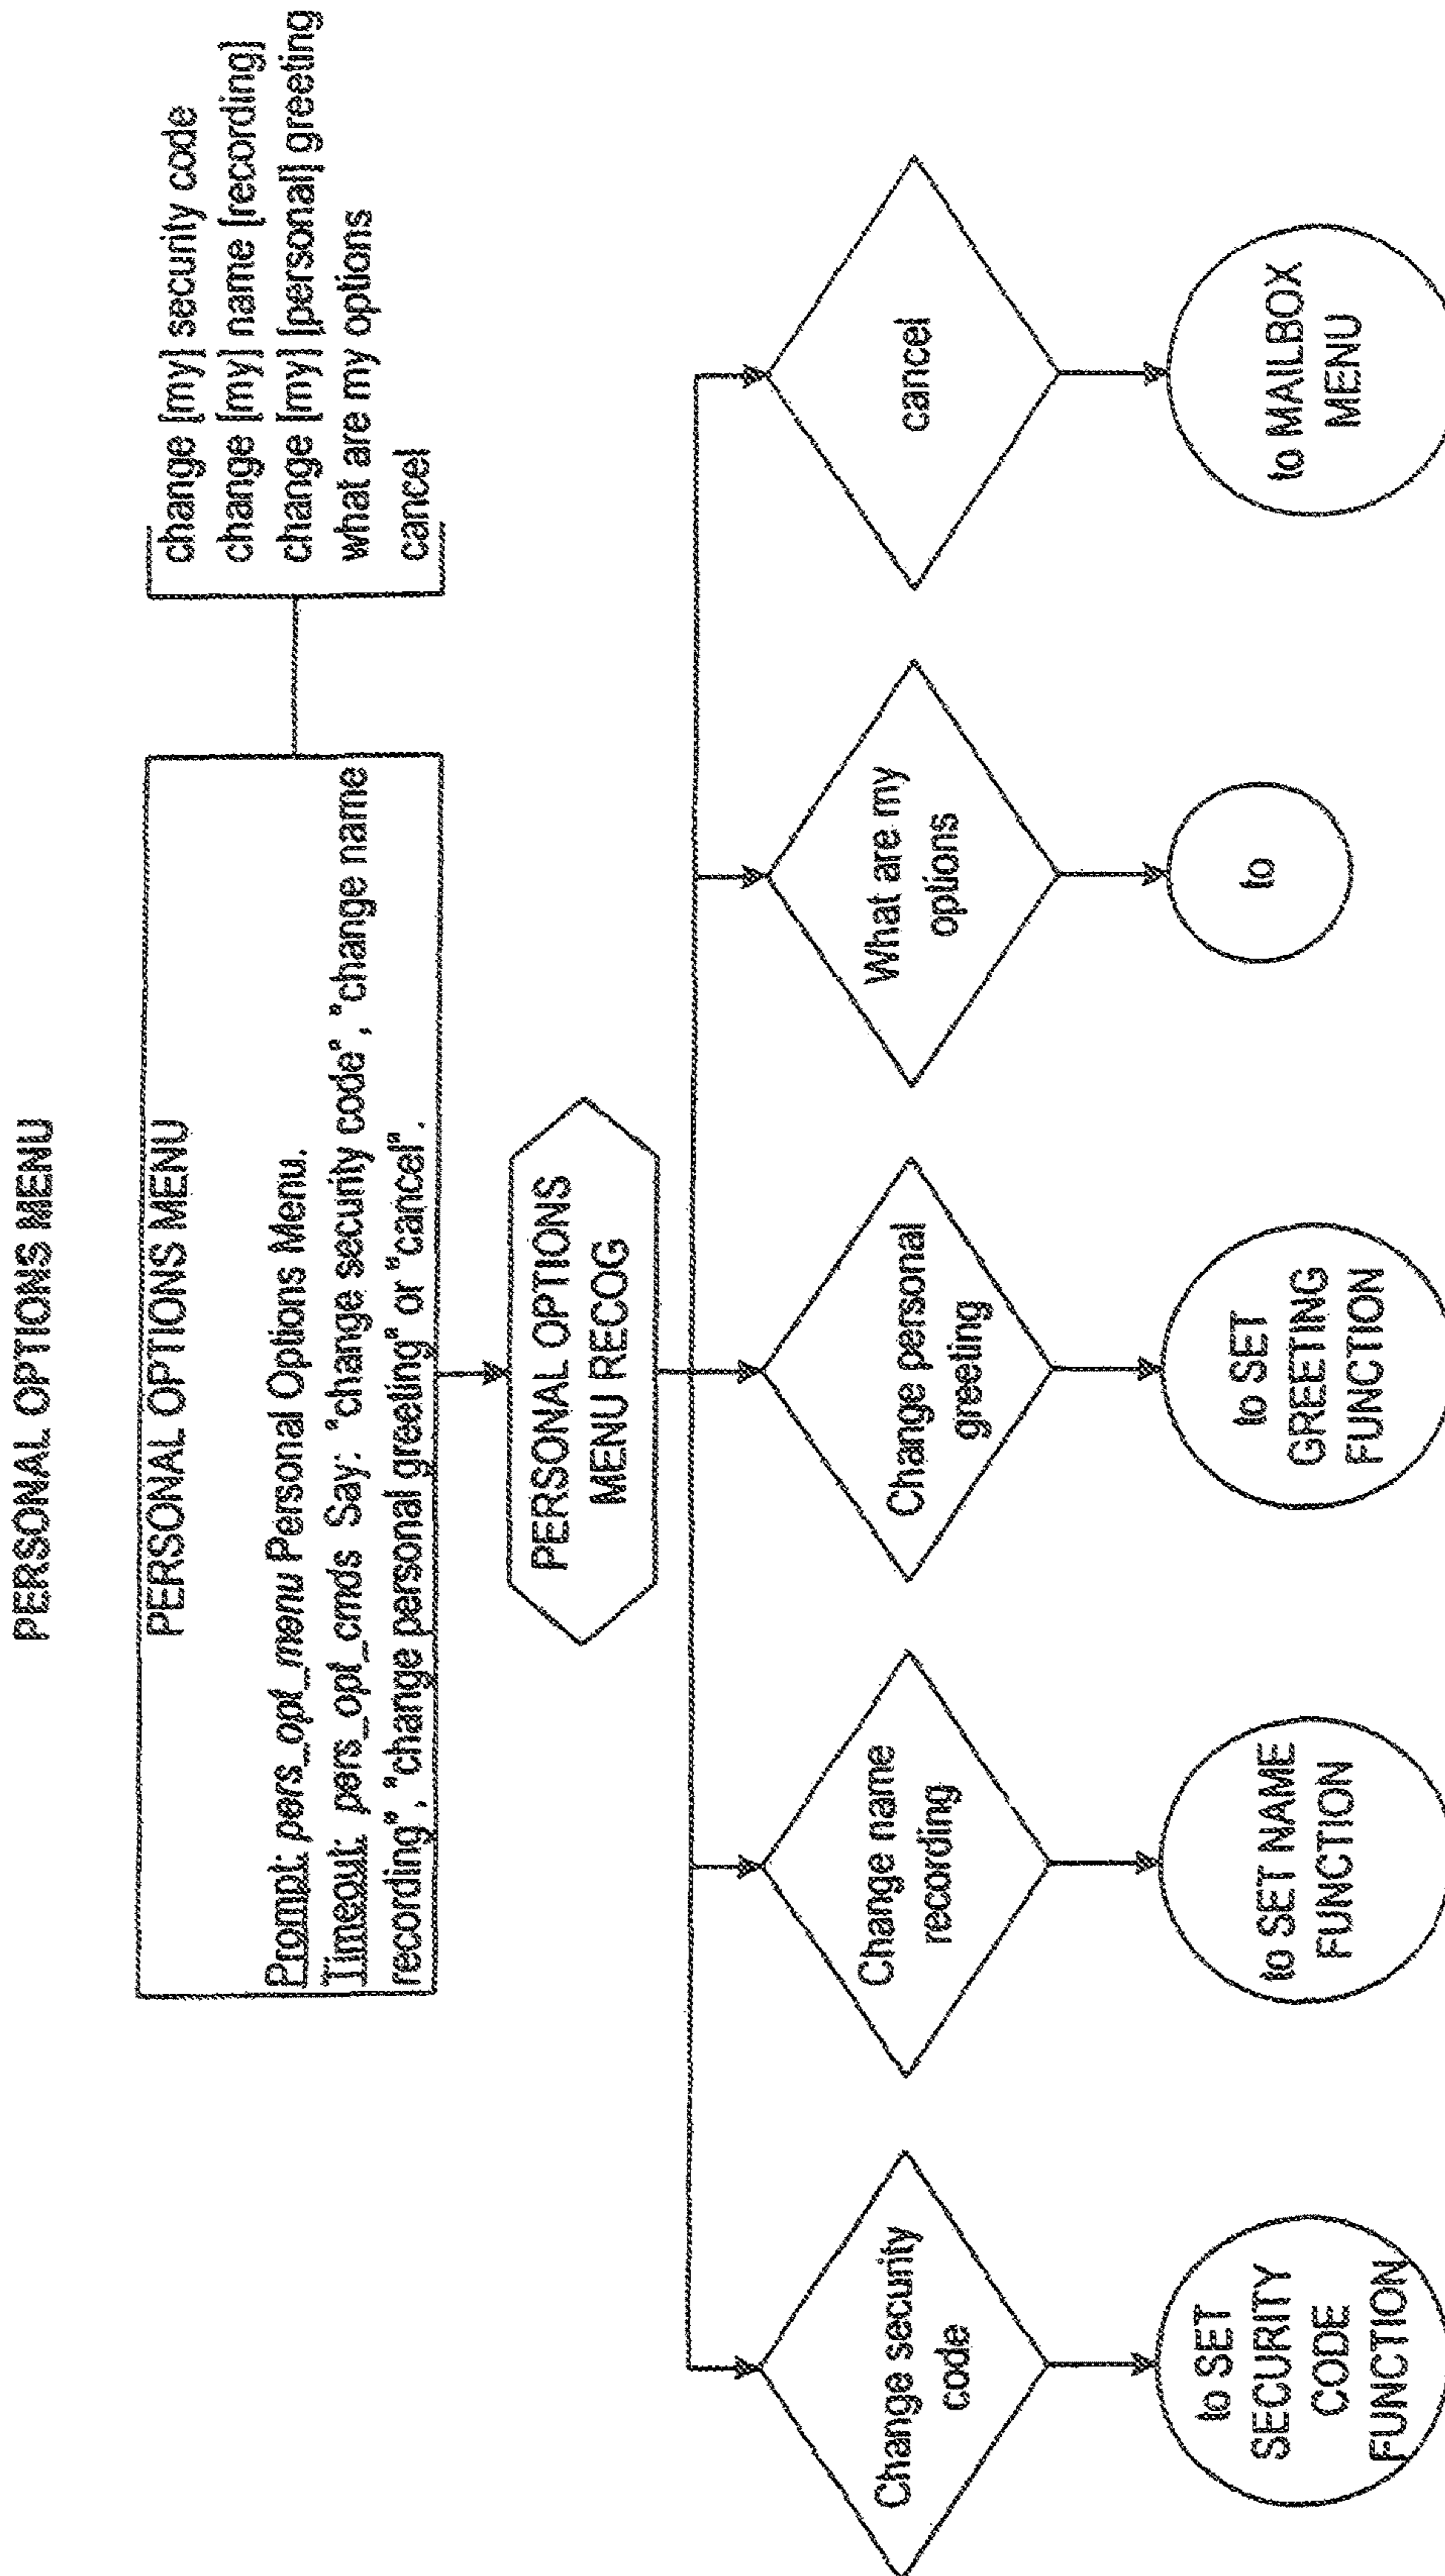 PERSONAL OPTIONS MENU
PERSONAL OPTIONS MENU
Prompt: pers_opt_menu Personal Options Menu.
Timeout: pers_opt_cmds Say: "change security code", "change name
recording", "change personal greeting" or "cancel".
change [my] security code
change [my] name [recording]
change [my] [personal] greeting
what are my options
cancel
PERSONAL OPTIONS
MENU RECOG
Change security
code
Change name
recording
Change personal
greeting
What are my
options
cancel
to SET
SECURITY
CODE
FUNCTION
to SET NAME
FUNCTION
to SET
GREETING
FUNCTION
to
to MAILBOX
MENU